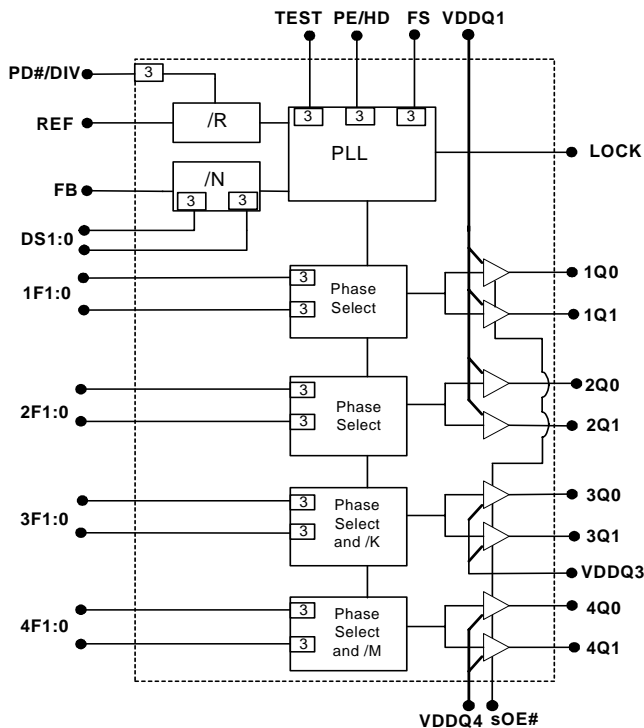 TEST PE/HD FS VDDQ1
PD#/DIV
3
REF
/R
3 3 3
PLL
LOCK
FB
/N
3 3
DS1:0
1F1:0
3
3
Phase
Select
1Q0
1Q1
2F1:0
3
3
Phase
Select
2Q0
2Q1
3F1:0
3
3
Phase
Select
and /K
3Q0
3Q1
VDDQ3
4F1:0
3
3
Phase
Select
and /M
4Q0
4Q1
VDDQ4 sOE#